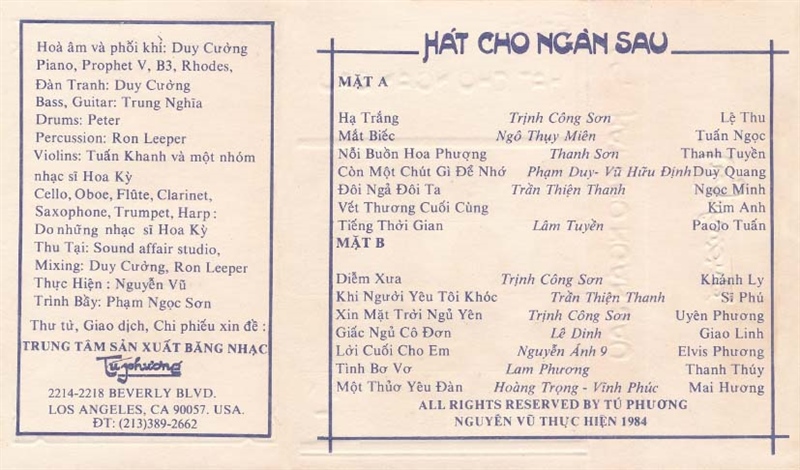 Hoà âm và phối khí: Duy Cường
Piano, Prophet V, B3, Rhodes,
Đàn Tranh: Duy Cường
Bass, Guitar: Trung Nghĩa
Drums: Peter
Percussion: Ron Leeper
Violins: Tuấn Khanh và một nhóm
nhạc sĩ Hoa Kỳ
Cello, Oboe, Flûte, Clarinet,
Saxophone, Trumpet, Harp:
Do những nhạc sĩ Hoa Kỳ
Thu Tại: Sound affair studio,
Mixing: Duy Cường, Ron Leeper
Thực Hiện : Nguyễn Vũ
Trình Bầy: Phạm Ngọc Sơn
Thư từ, Giao dịch, Chi phiếu xin đề :
TRUNG TÂM SẢN XUẤT BĂNG NHẠC
Tú phương
2214-2218 BEVERLY BLVD.
LOS ANGELES, CA 90057. USA.
ĐT: (213)389-2662
HÁT CHO NGÀN SAU
MẶT A
Hạ Trắng Trịnh Công Sơn Lệ Thu
Mắt Biếc Ngô Thụy Miên Tuấn Ngọc
Nỗi Buồn Hoa Phượng Thanh Sơn Thanh Tuyền
Còn Một Chút Gì Để Nhớ Phạm Duy- Vũ Hữu Định Duy Quang
Đôi Ngả Đôi Ta Trần Thiện Thanh Ngọc Minh
Vết Thương Cuối Cùng Kim Anh
Tiếng Thời Gian Lâm Tuyền Paolo Tuấn
MẶT B
Diễm Xưa Trịnh Công Sơn Khánh Ly
Khi Người Yêu Tôi Khóc Trần Thiện Thanh Sĩ Phú
Xin Mặt Trời Ngủ Yên Trịnh Công Sơn Uyên Phương
Giấc Ngủ Cô Đơn Lê Dinh Giao Linh
Lời Cuối Cho Em Nguyễn Ánh 9 Elvis Phương
Tình Bơ Vơ Lam Phương Thanh Thúy
Một Thuở Yêu Đàn Hoàng Trọng - Vĩnh Phúc Mai Hương
ALL RIGHTS RESERVED BY TÚ PHƯƠNG
NGUYỄN VŨ THỰC HIỆN 1984